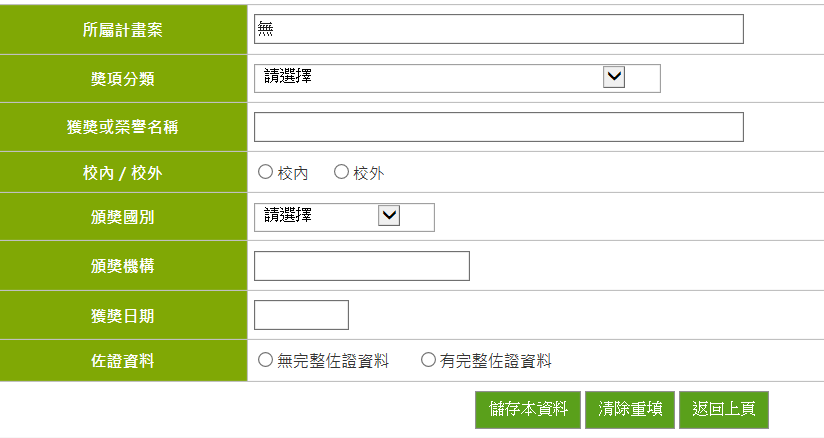 所屬計畫案 無
獎項分類 請選擇
獲獎或榮譽名稱
校內 / 校外 校內 校外
頒獎國別 請選擇
頒獎機構
獲獎日期
佐證資料 無完整佐證資料 有完整佐證資料
儲存本資料 清除重填 返回上頁